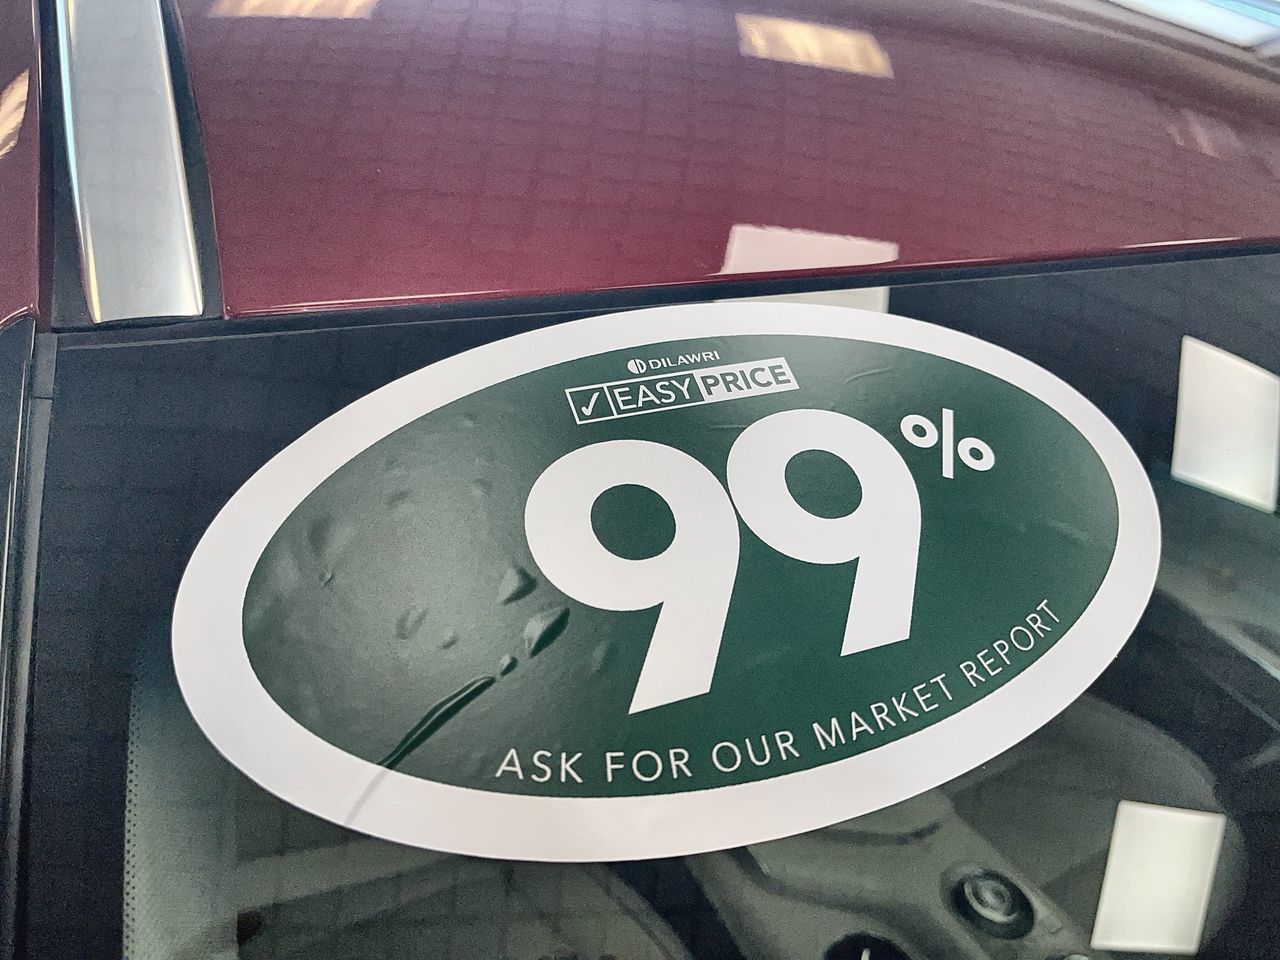 DILAWRI
✓ EASY PRICE
99%
ASK FOR OUR MARKET REPORT